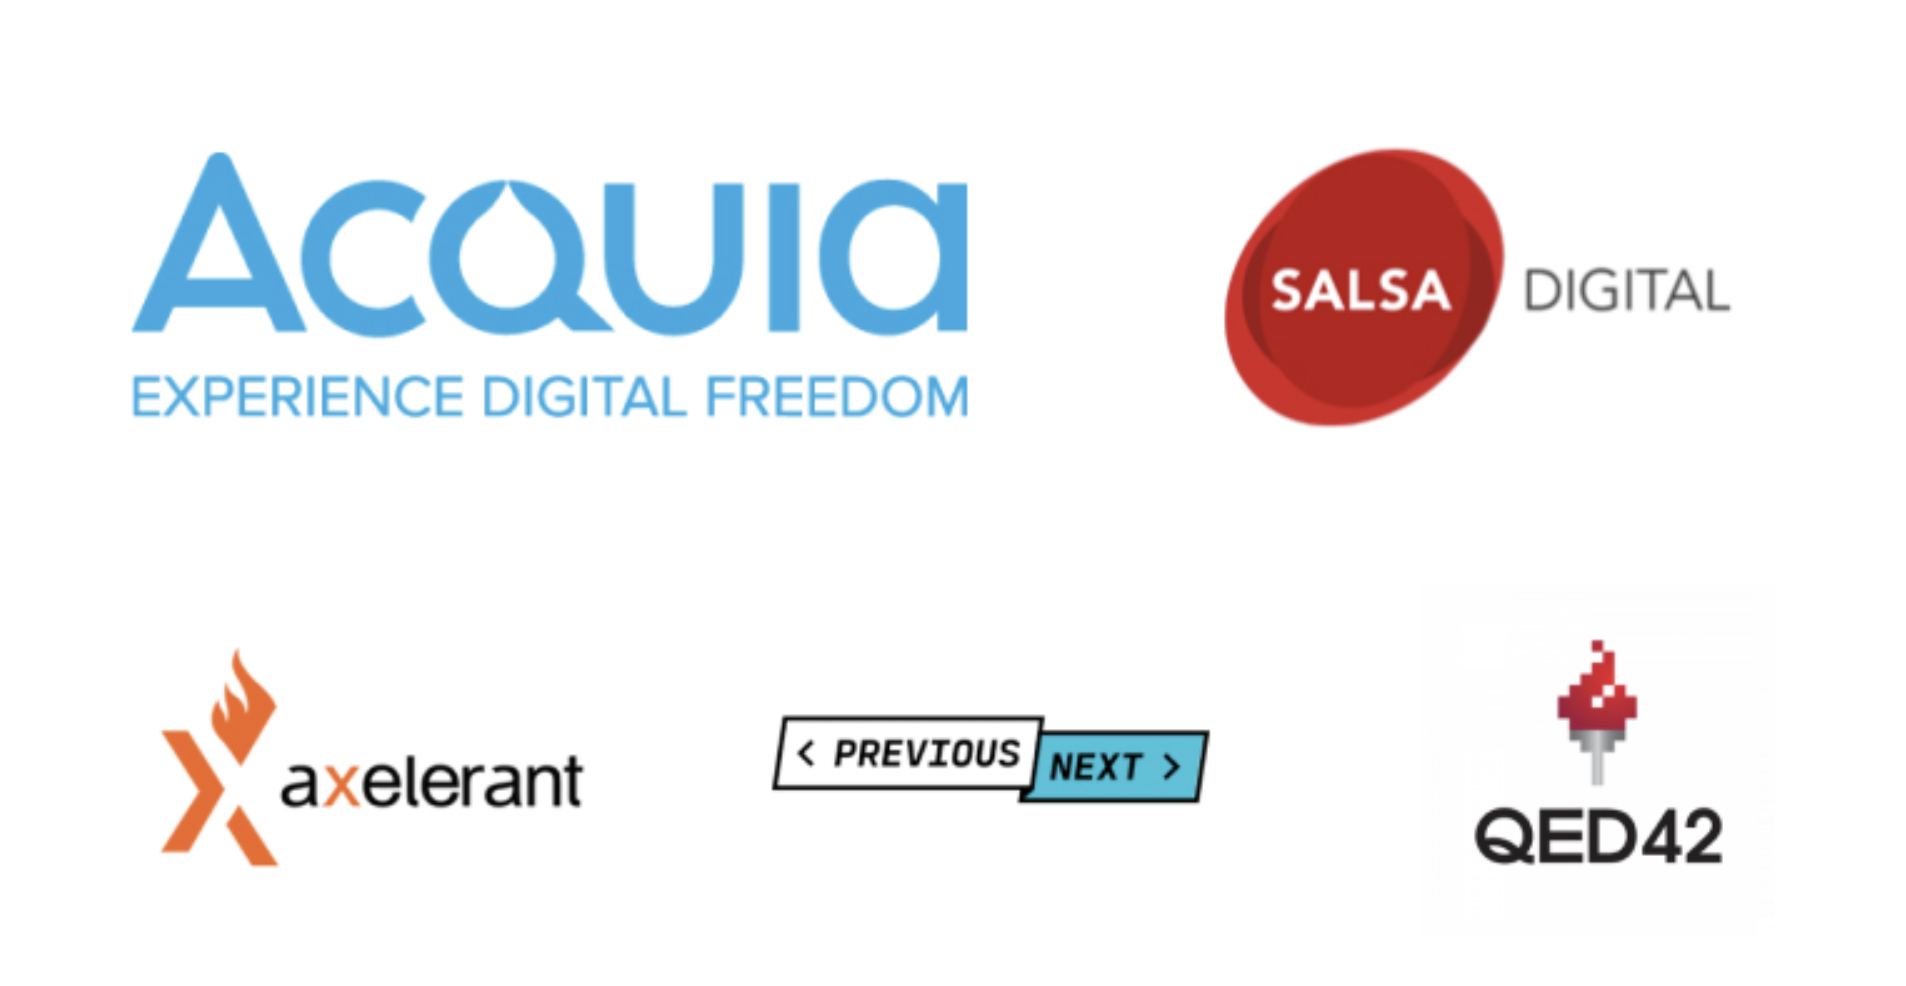 ACQUIA
EXPERIENCE DIGITAL FREEDOM
SALSA DIGITAL
axelerant
< PREVIOUS
NEXT >
QED42